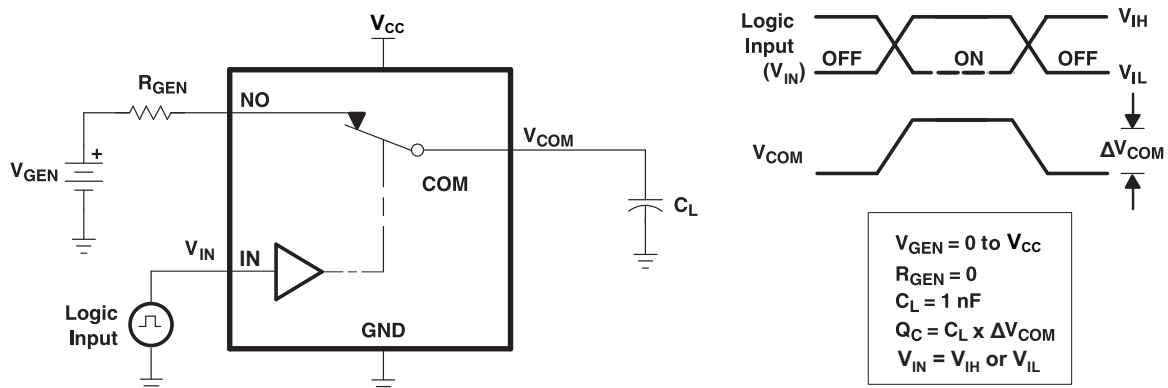 V_CC
R_GEN
NO
V_GEN
+
V_COM
COM
C_L
V_IN
IN
Logic
Input
GND
Logic
Input
(V_IN)
OFF
ON
OFF
V_IH
V_IL
V_COM
ΔV_COM
V_GEN = 0 to V_CC
R_GEN = 0
C_L = 1 nF
Q_C = C_L x ΔV_COM
V_IN = V_IH or V_IL